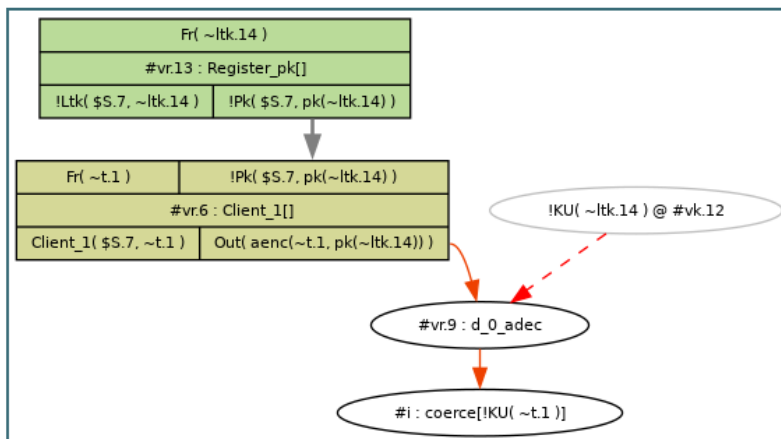 Fr( ~ltk.14 )
#vr.13 : Register_pk[]
!Ltk( $S.7, ~ltk.14 ) !Pk( $S.7, pk(~ltk.14) )
Fr( ~t.1 ) !Pk( $S.7, pk(~ltk.14) )
#vr.6 : Client_1[]
Client_1( $S.7, ~t.1 ) Out( aenc(~t.1, pk(~ltk.14)) )
!KU( ~ltk.14 ) @ #vk.12
#vr.9 : d_0_adec
#i : coerce[!KU( ~t.1 )]